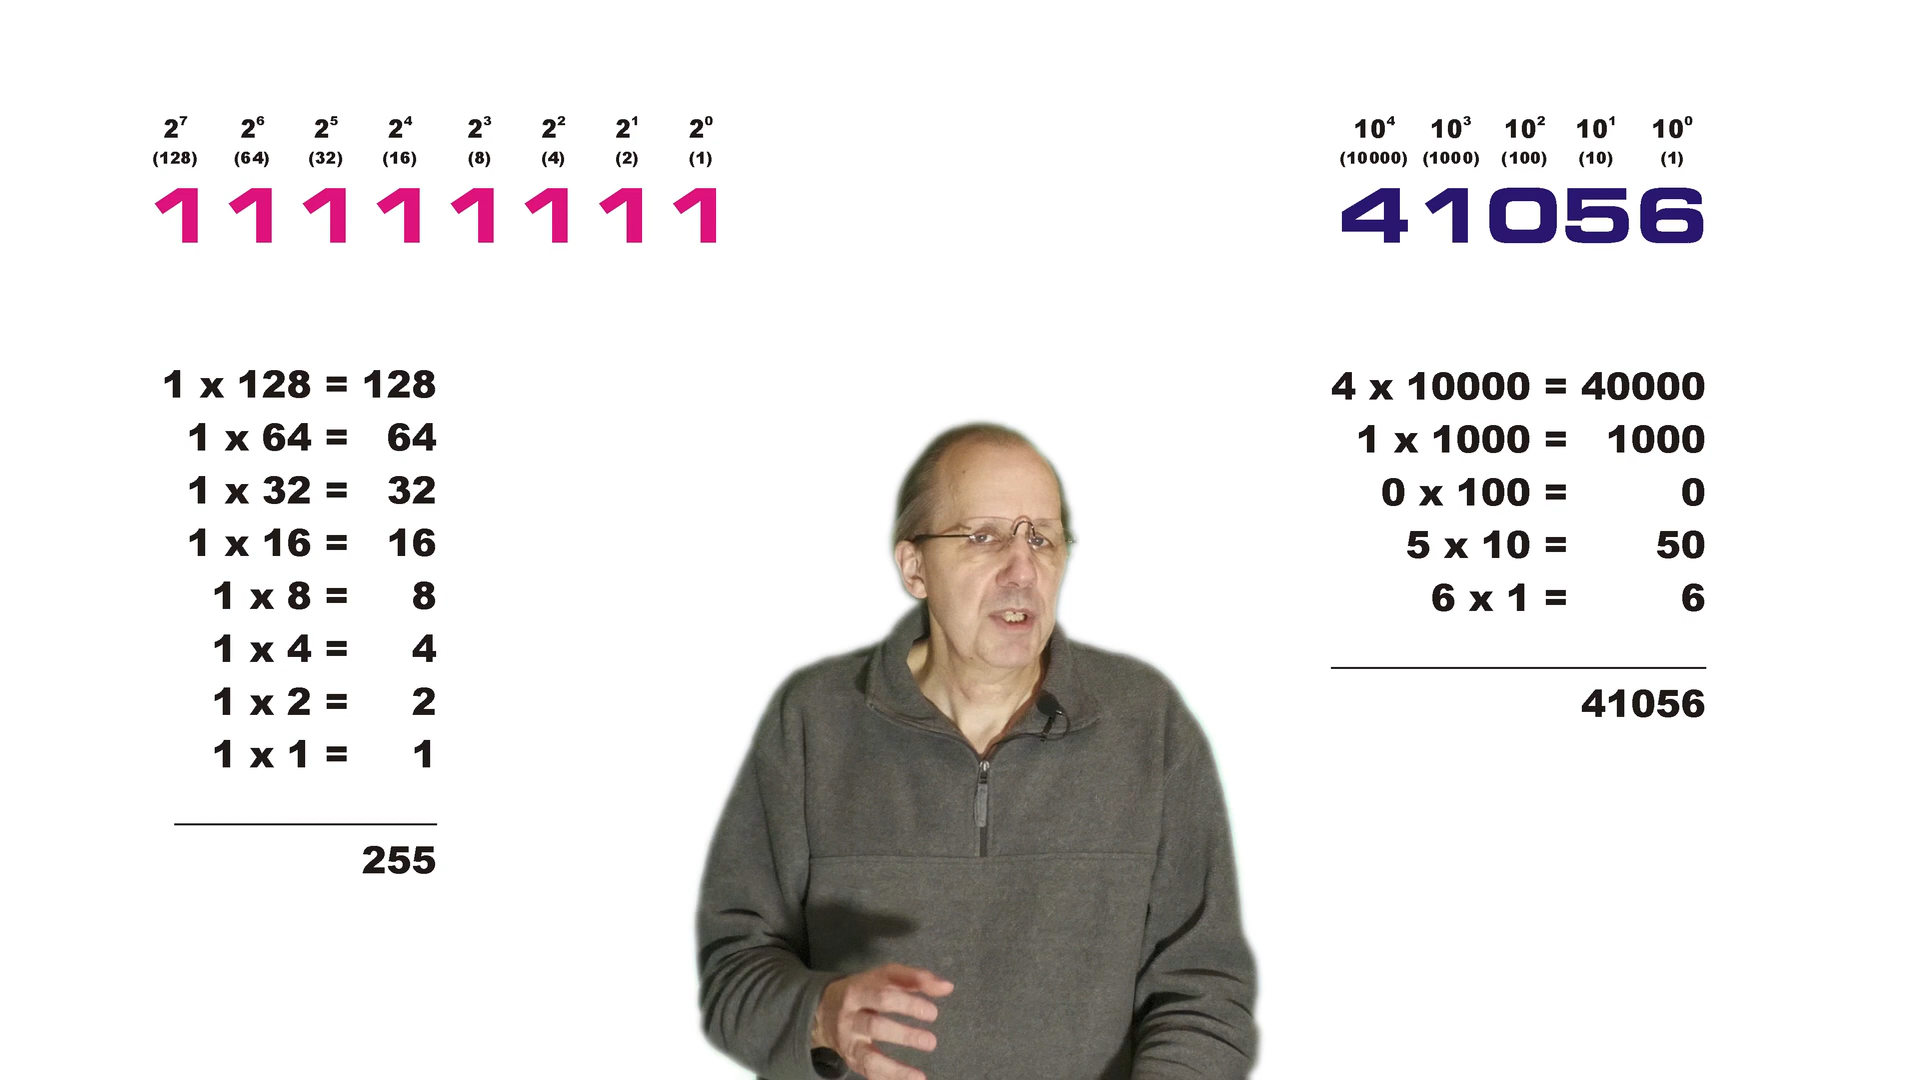 2⁷ 2⁶ 2⁵ 2⁴ 2³ 2² 2¹ 2⁰
(128) (64) (32) (16) (8) (4) (2) (1)
1 1 1 1 1 1 1 1
1 x 128 = 128
1 x 64 = 64
1 x 32 = 32
1 x 16 = 16
1 x 8 = 8
1 x 4 = 4
1 x 2 = 2
1 x 1 = 1
255
10⁴ 10³ 10² 10¹ 10⁰
(10000) (1000) (100) (10) (1)
41056
4 x 10000 = 40000
1 x 1000 = 1000
0 x 100 = 0
5 x 10 = 50
6 x 1 = 6
41056